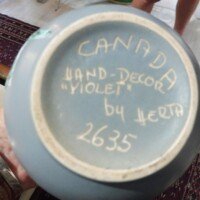 CANADA
HAND-DECOR
"VIOLET"
by HERTA
2635